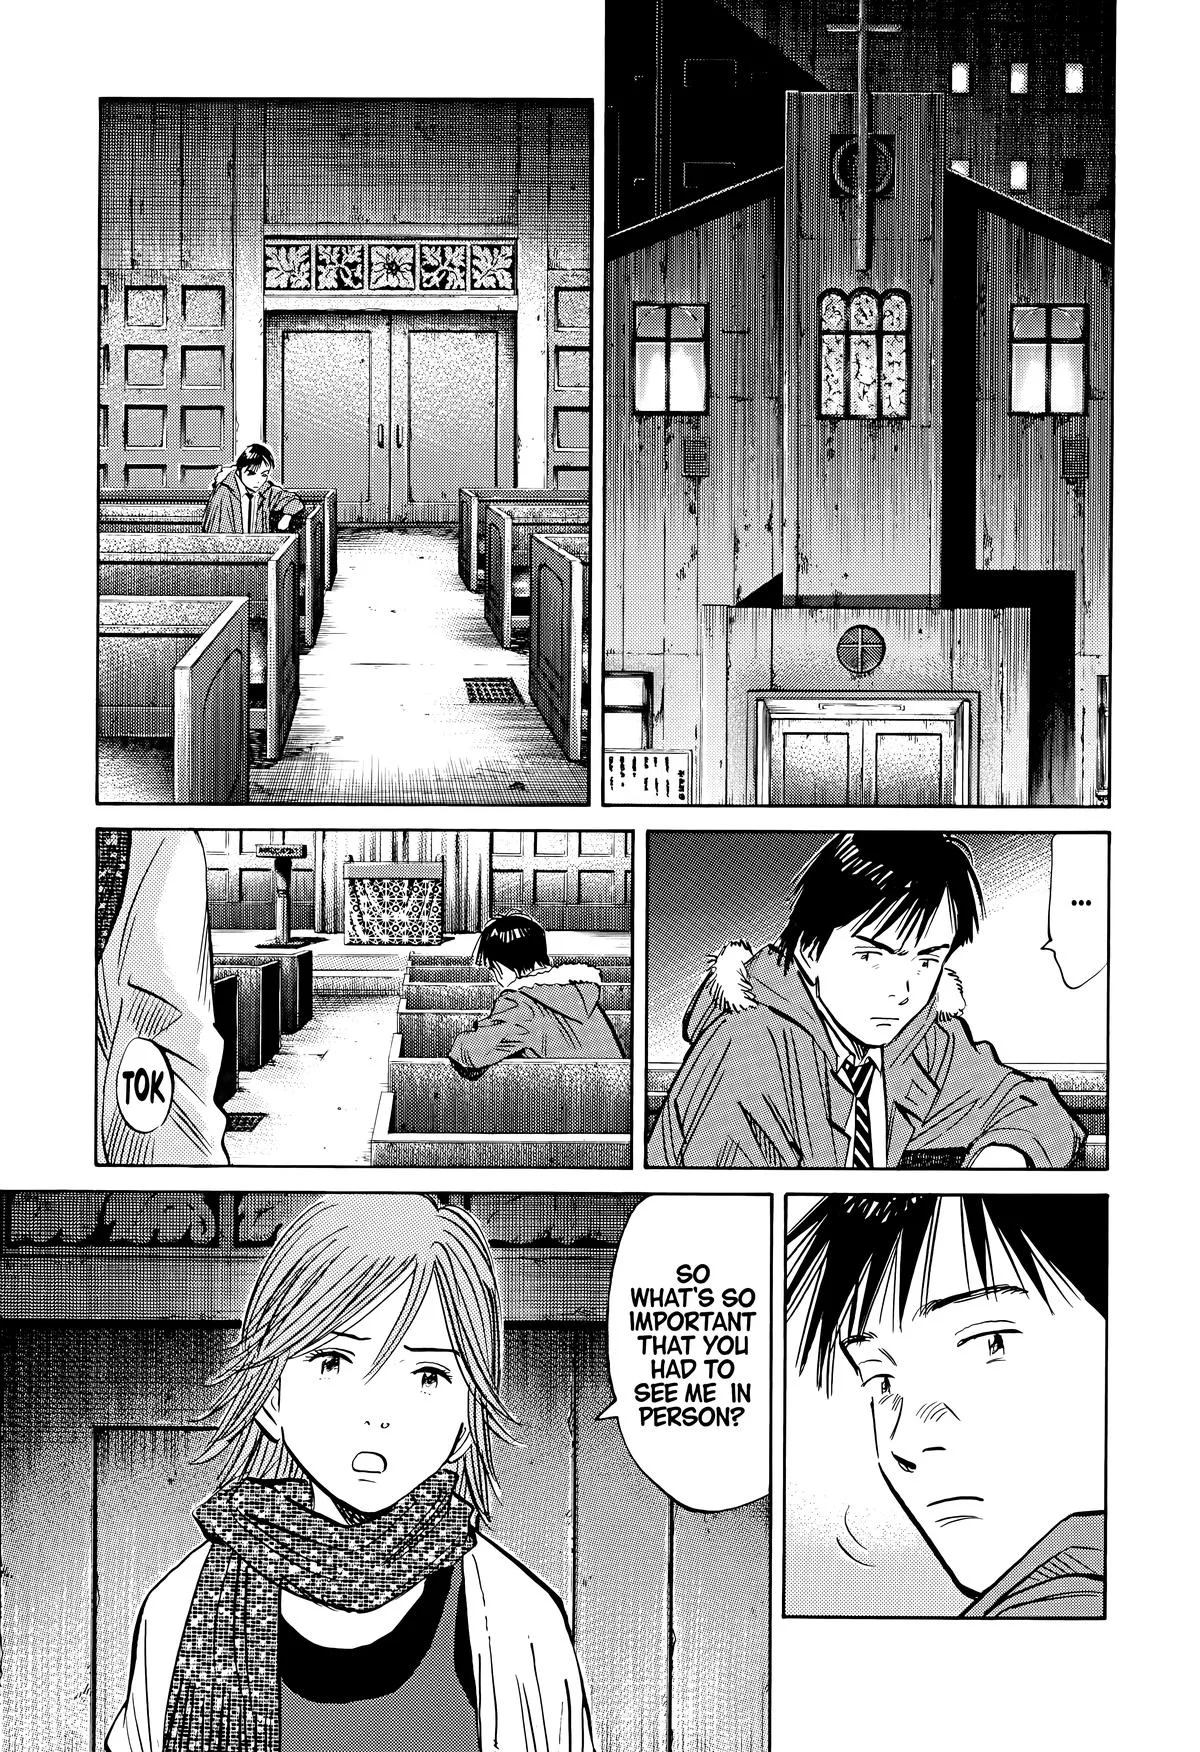 ...
TOK
SO
WHAT'S SO
IMPORTANT
THAT YOU
HAD TO
SEE ME IN
PERSON?